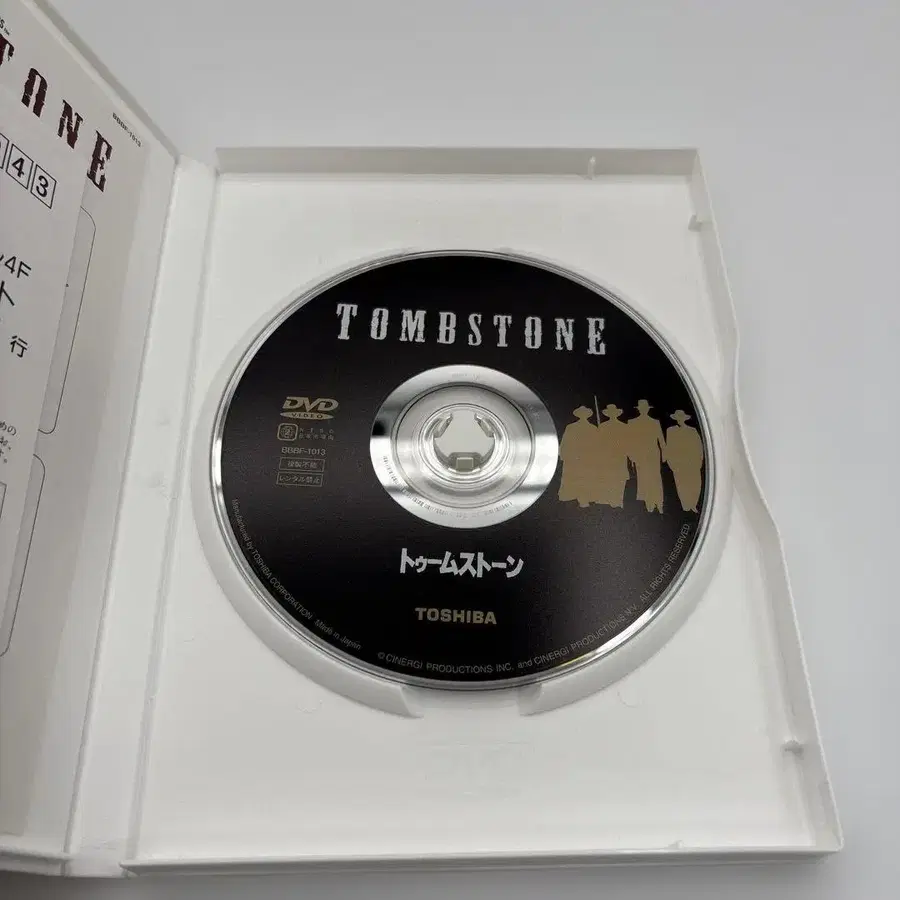 TONE
BBBF-1013
4 3
4F
ト
行
TOMBSTONE
DVD
VIDEO
BBBF-1013
複製不能
レンタル禁止
トゥームストーン
TOSHIBA
Manufactured by TOSHIBA CORPORATION Made in Japan
© CINERGI PRODUCTIONS INC. and CINERGI PRODUCTIONS N.V. ALL RIGHTS RESERVED